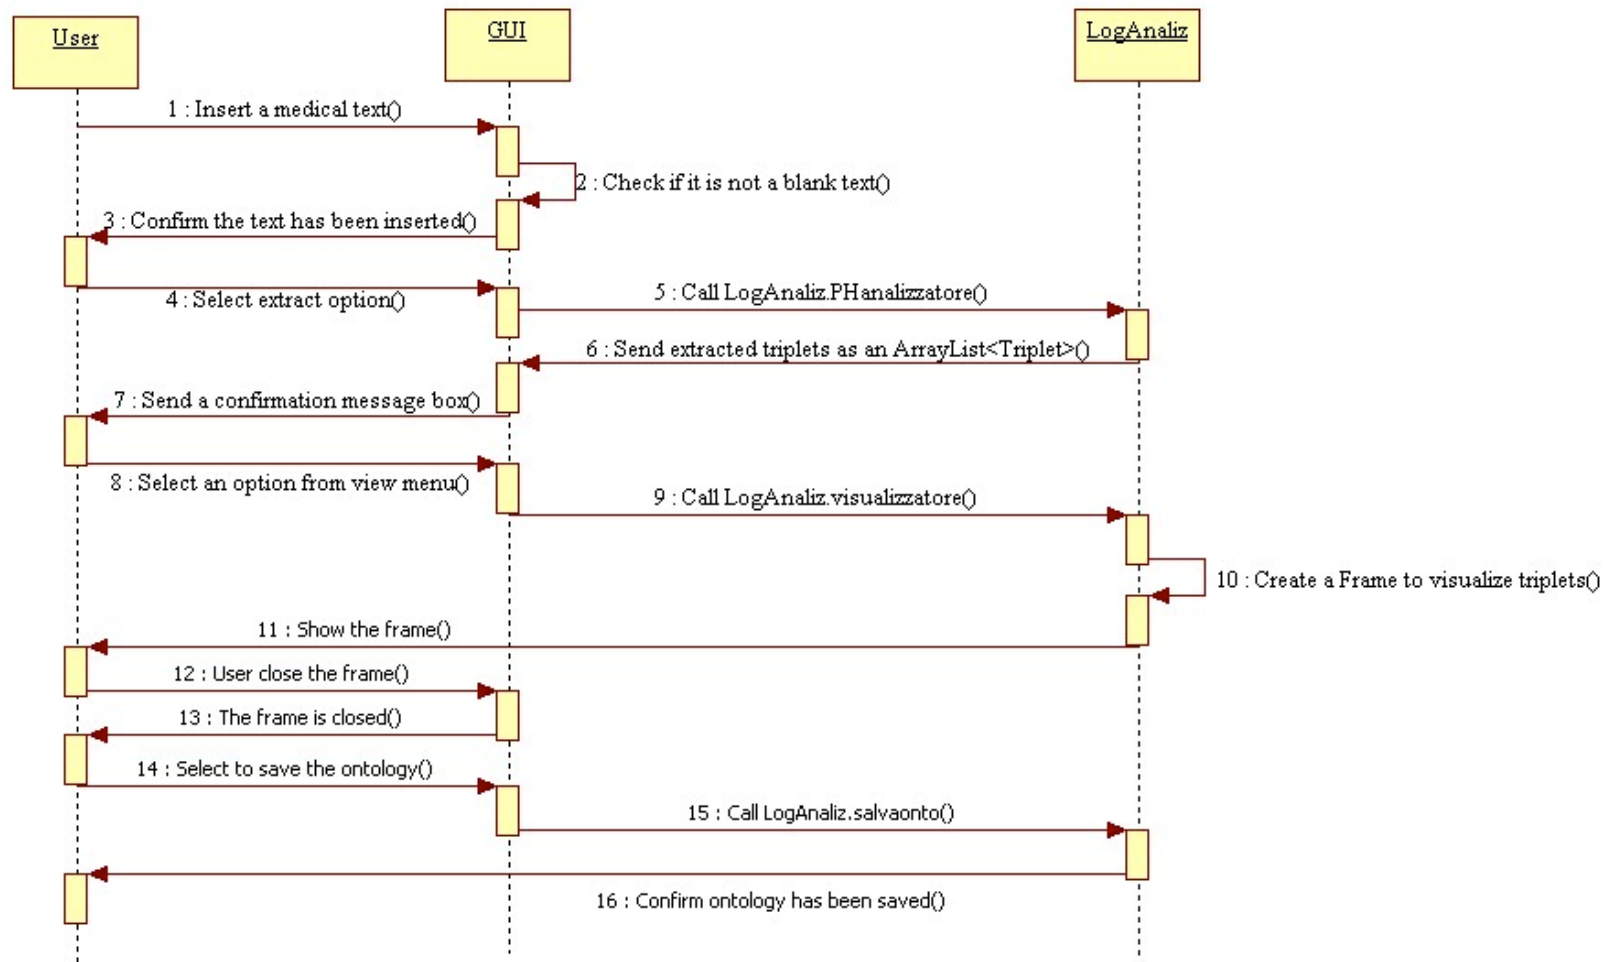 User
GUI
LogAnaliz
1 : Insert a medical text()
2 : Check if it is not a blank text()
3 : Confirm the text has been inserted()
4 : Select extract option()
5 : Call LogAnaliz.PHanalizzatore()
6 : Send extracted triplets as an ArrayList<Triplet>()
7 : Send a confirmation message box()
8 : Select an option from view menu()
9 : Call LogAnaliz.visualizzatore()
10 : Create a Frame to visualize triplets()
11 : Show the frame()
12 : User close the frame()
13 : The frame is closed()
14 : Select to save the ontology()
15 : Call LogAnaliz.salvaonto()
16 : Confirm ontology has been saved()